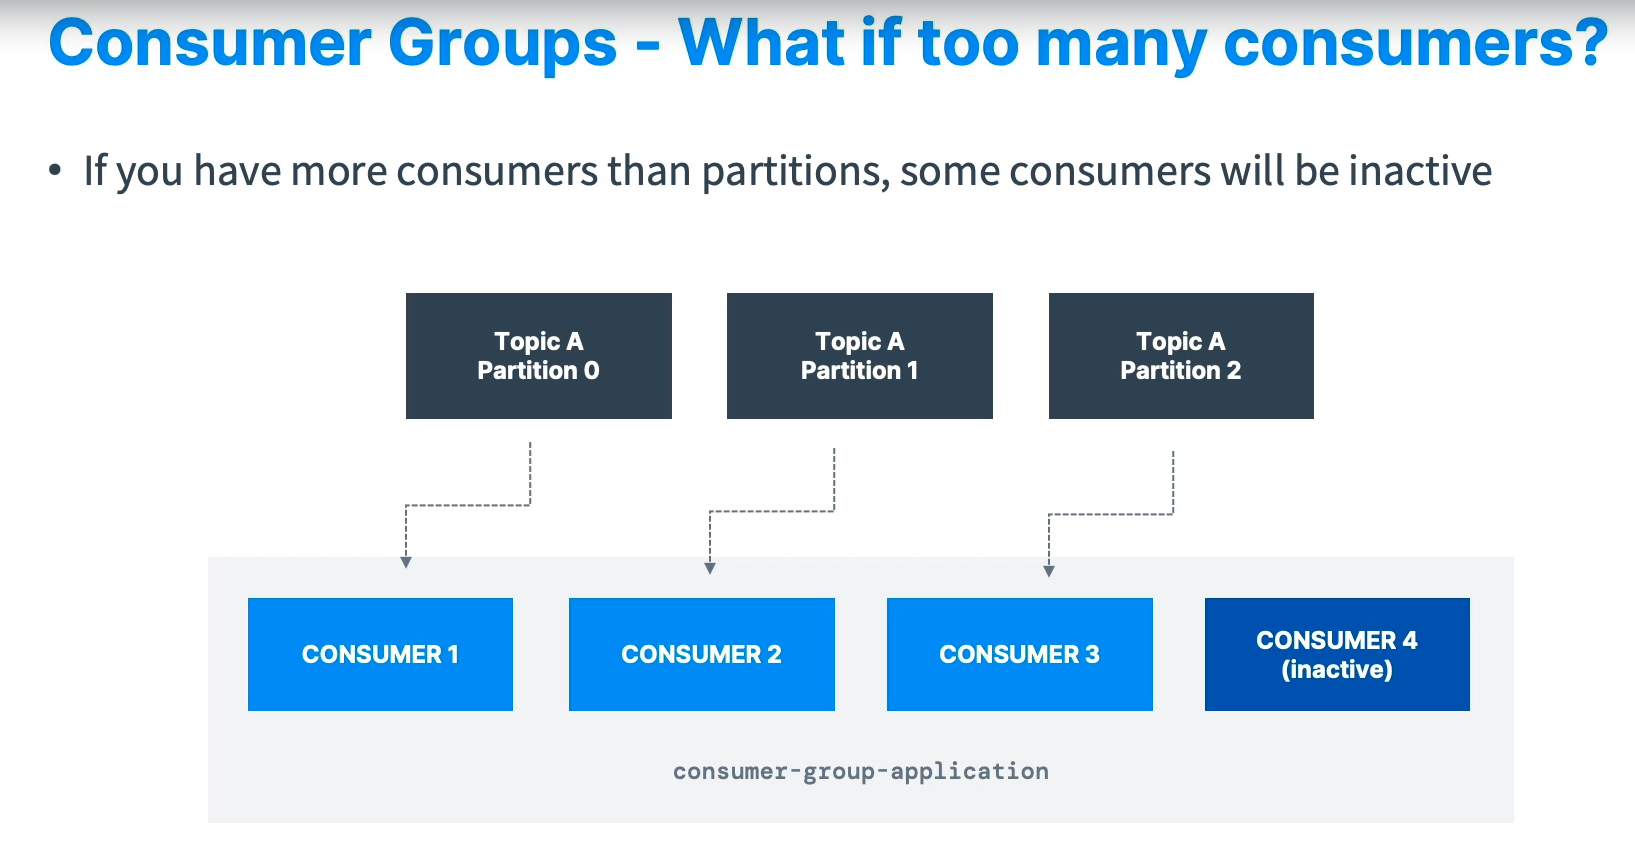 Consumer Groups - What if too many consumers?
• If you have more consumers than partitions, some consumers will be inactive
Topic A
Partition 0
Topic A
Partition 1
Topic A
Partition 2
CONSUMER 1
CONSUMER 2
CONSUMER 3
CONSUMER 4
(inactive)
consumer-group-application